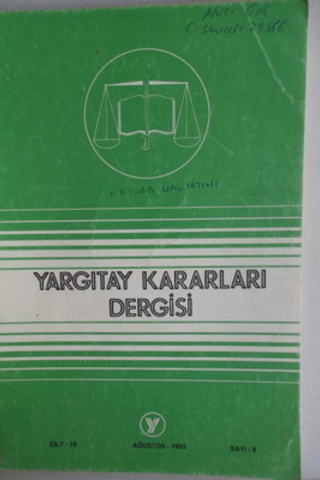 YARGITAY KARARLARI
DERGİSİ
CİLT : 19
AĞUSTOS - 1993
SAYI : 8